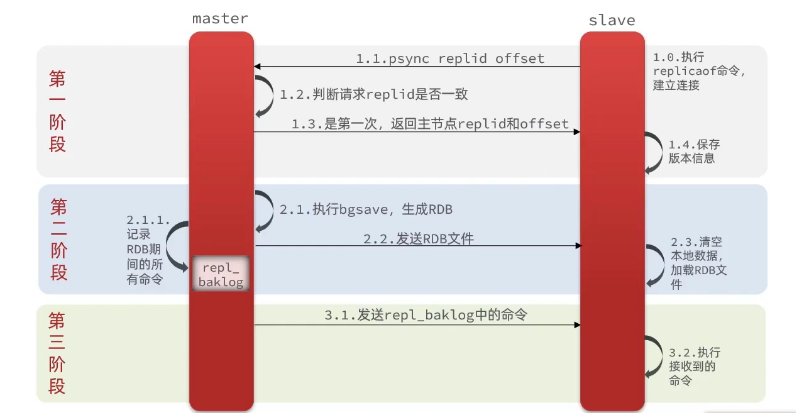 master
slave
第一阶段
1.0.执行
replicaof命令，
建立连接
1.1.psync replid offset
1.2.判断请求replid是否一致
1.3.是第一次，返回主节点replid和offset
1.4.保存
版本信息
第二阶段
2.1.执行bgsave，生成RDB
2.1.1.
记录
RDB期
间的所
有命令
repl_
baklog
2.2.发送RDB文件
2.3.清空
本地数据，
加载RDB文
件
第三阶段
3.1.发送repl_baklog中的命令
3.2.执行
接收到的
命令